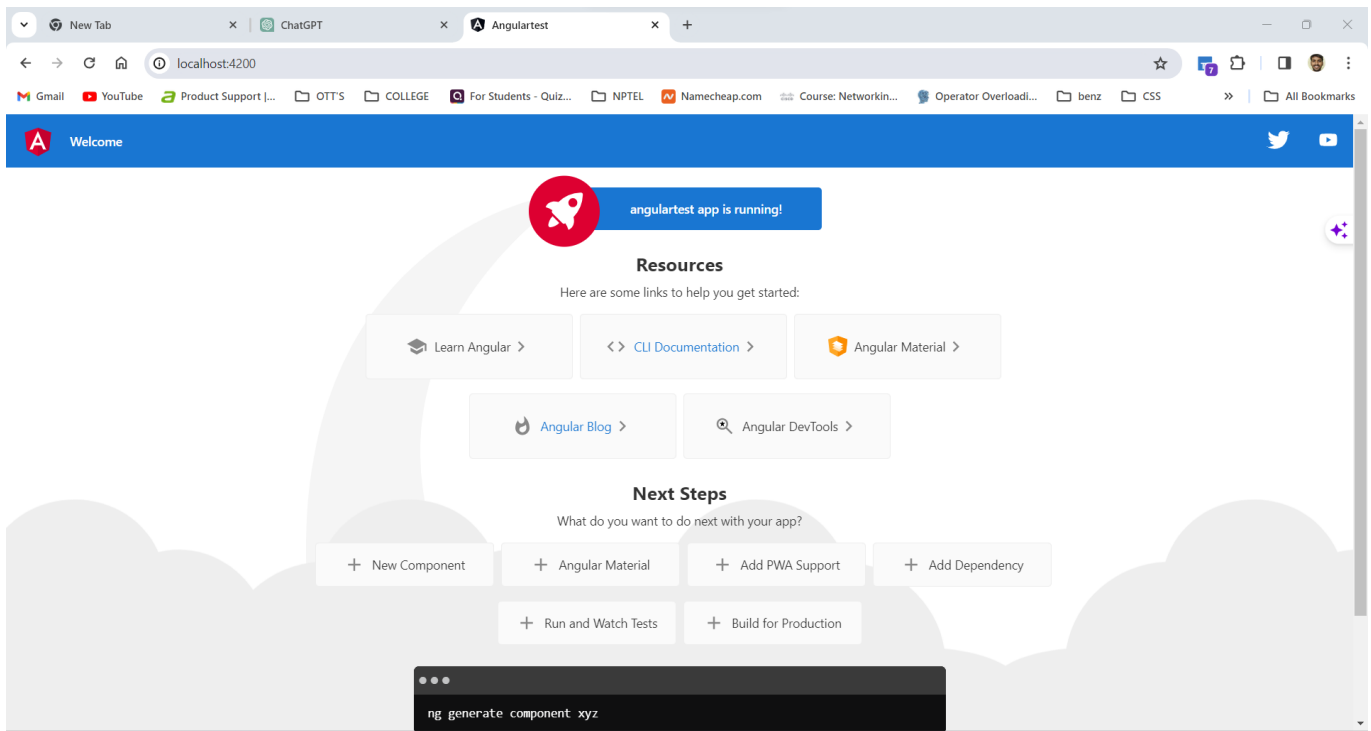 New Tab
ChatGPT
Angulartest
localhost:4200
7
Gmail YouTube Product Support |... OTT'S COLLEGE For Students - Quiz... NPTEL Namecheap.com Course: Networkin... Operator Overloadi... benz CSS » All Bookmarks
A Welcome
angulartest app is running!
Resources
Here are some links to help you get started:
Learn Angular CLI Documentation Angular Material
Angular Blog Angular DevTools
Next Steps
What do you want to do next with your app?
New Component Angular Material Add PWA Support Add Dependency
Run and Watch Tests Build for Production
ng generate component xyz